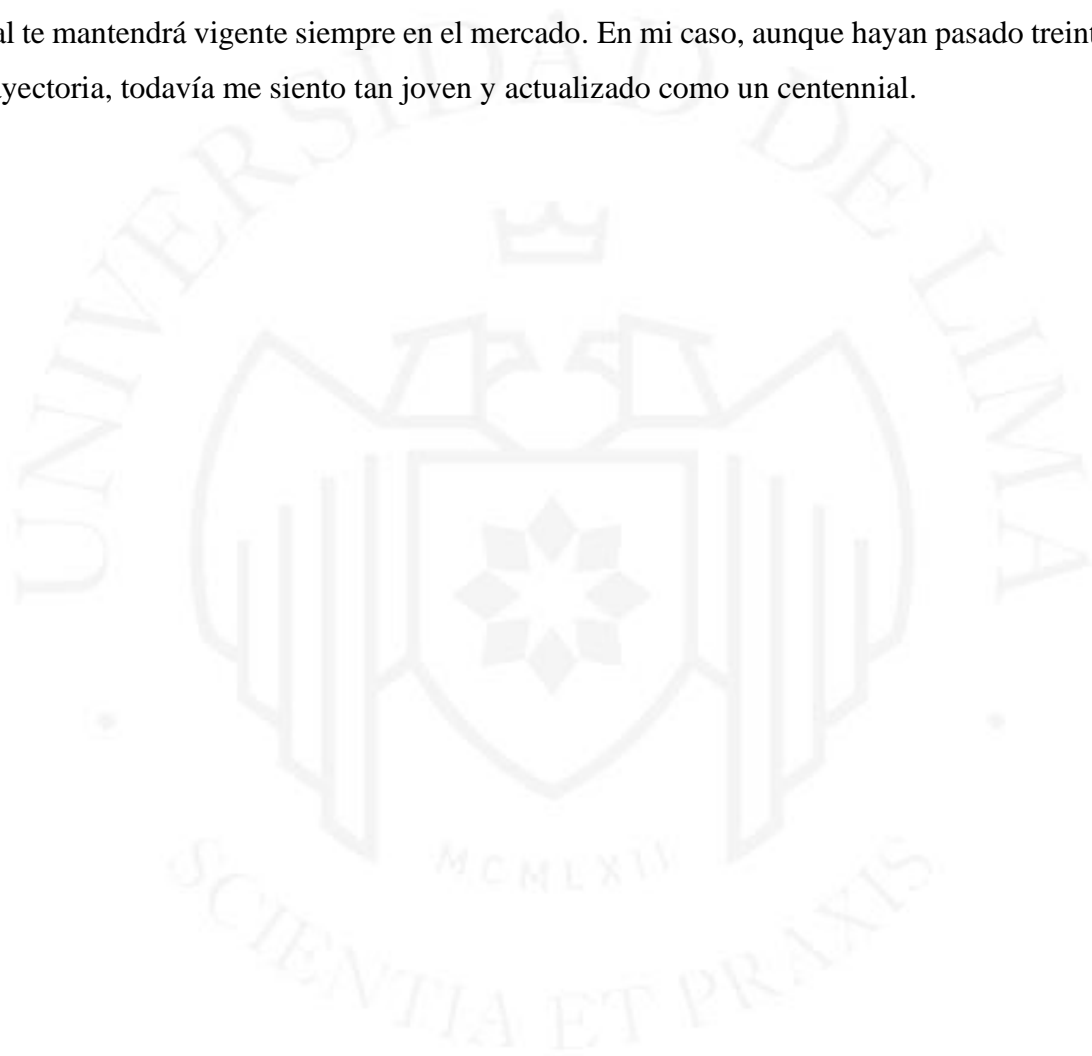 al te mantendrá vigente siempre en el mercado. En mi caso, aunque hayan pasado treint
yectoria, todavía me siento tan joven y actualizado como un centennial.
UNIVERSIDAD DE LIMA
MCMLXII
SCIENTIA ET PRAXIS